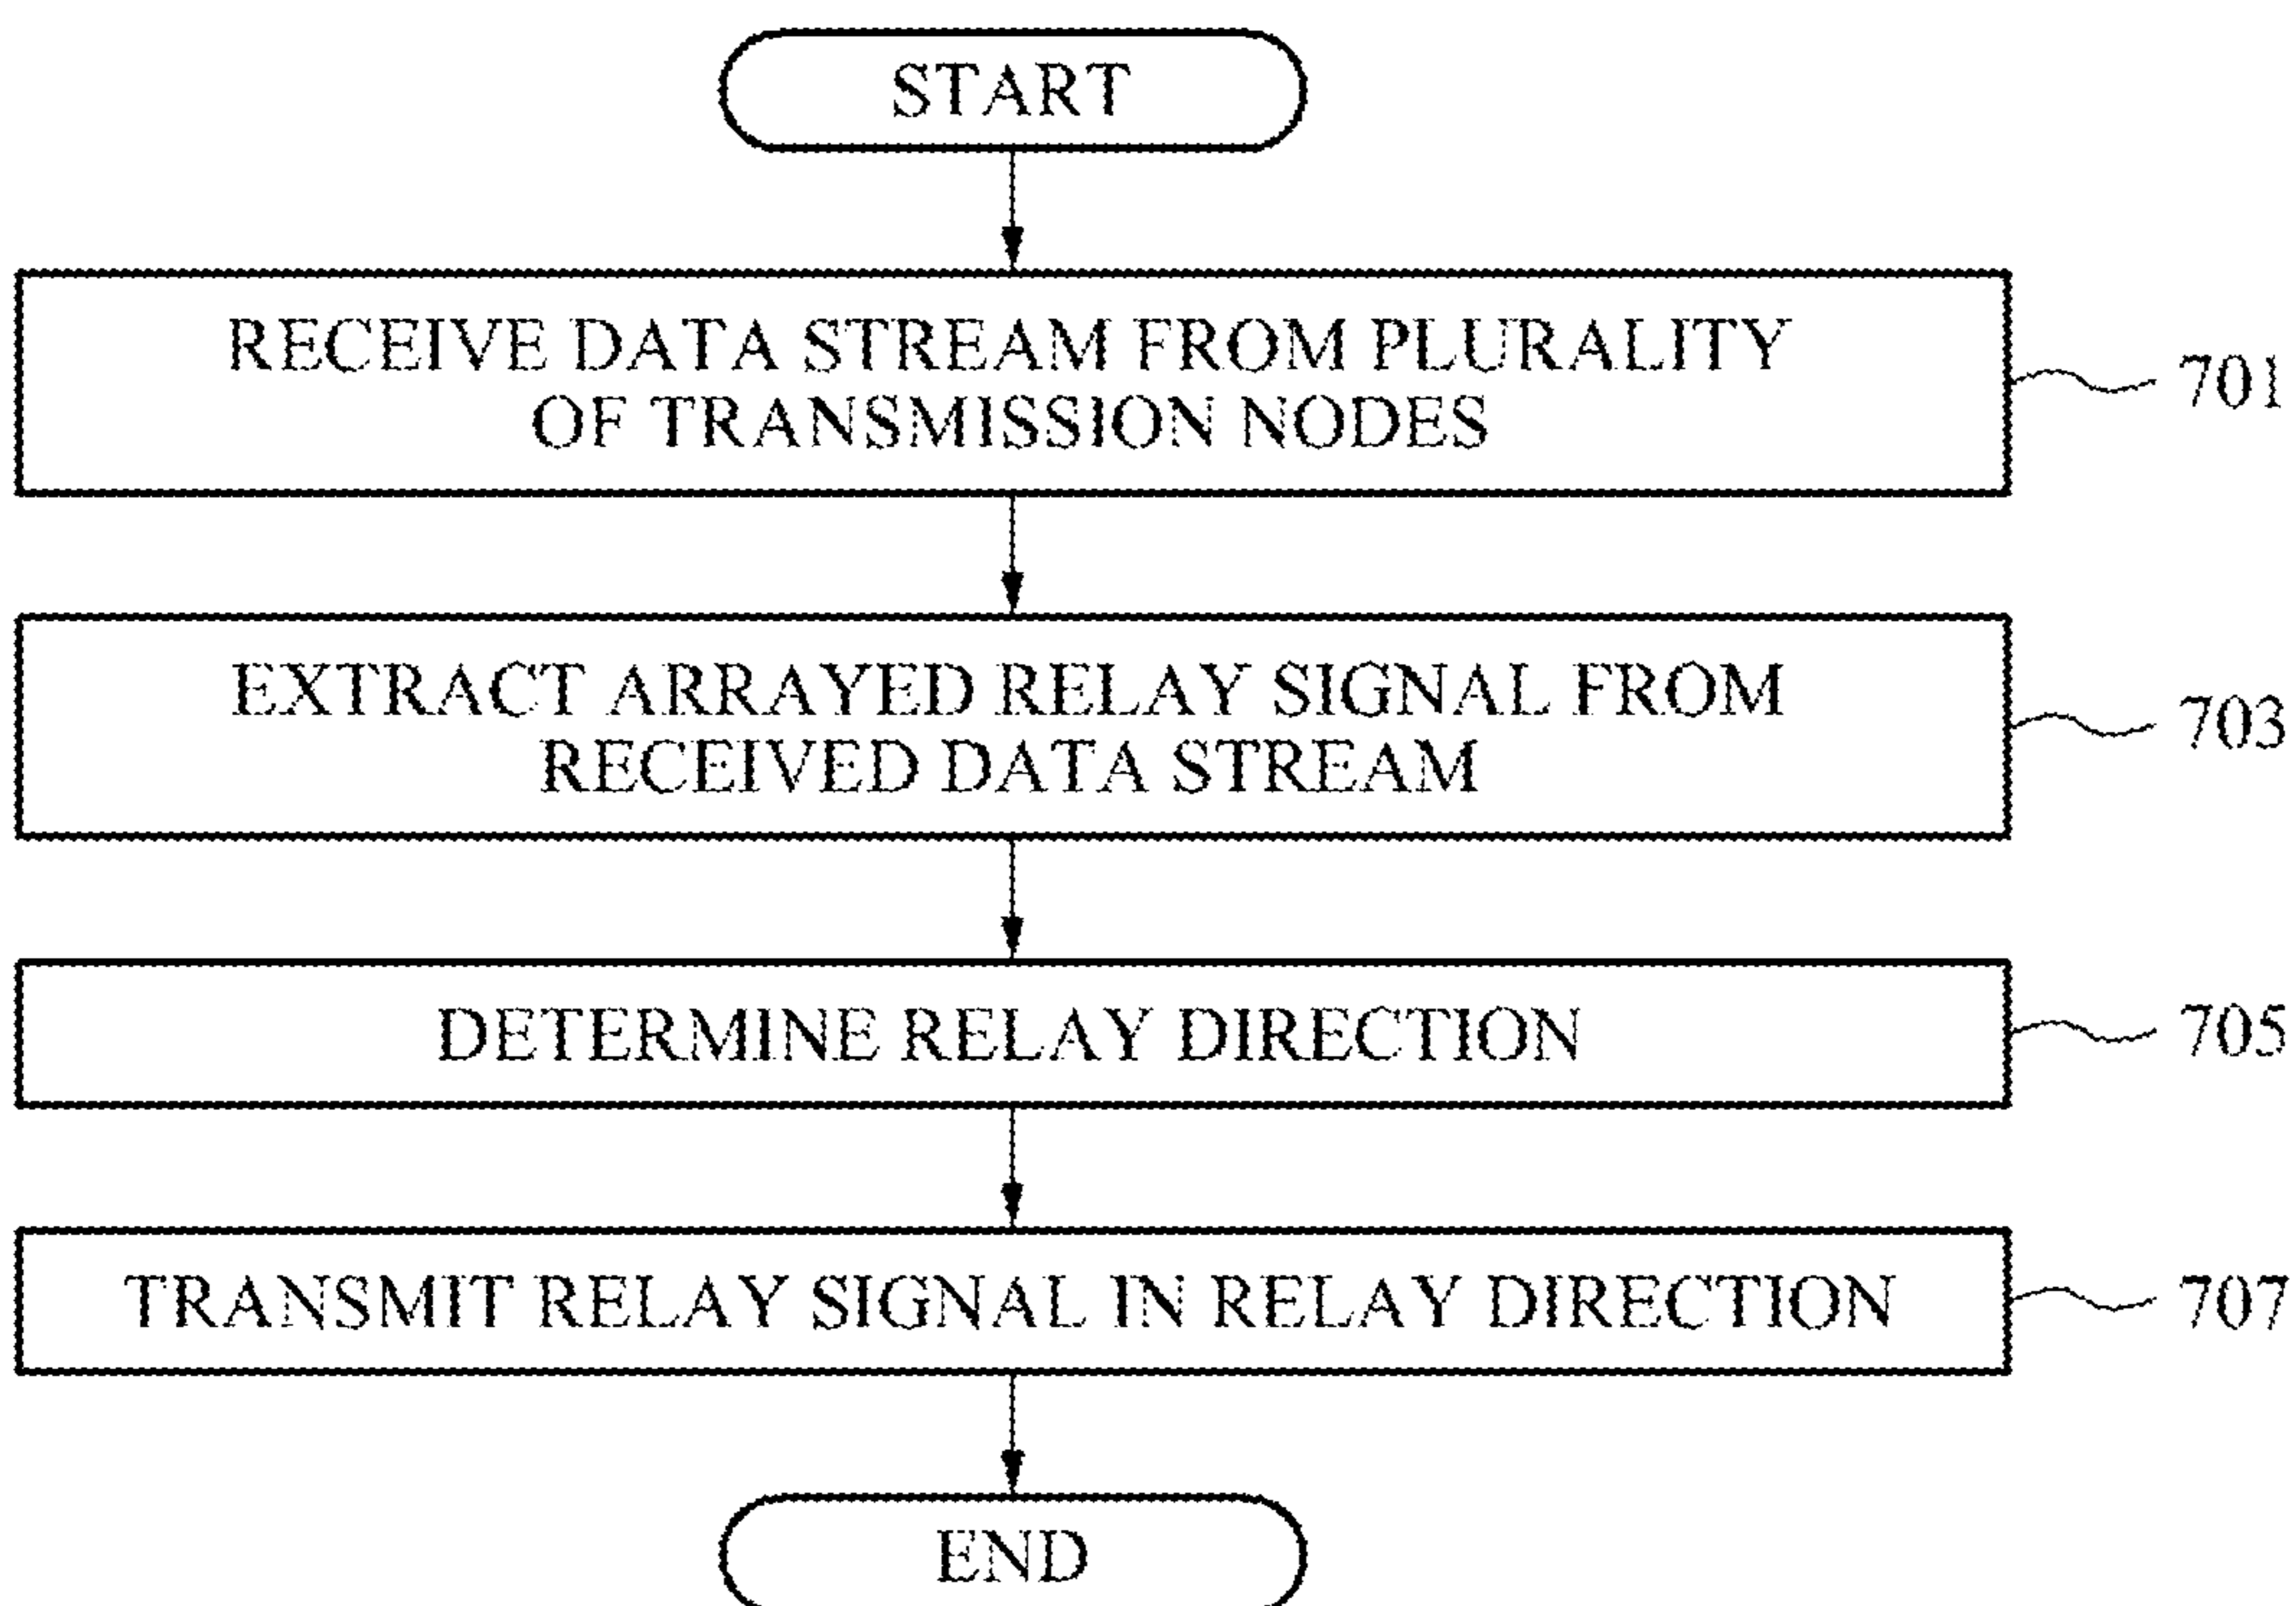 START
RECEIVE DATA STREAM FROM PLURALITY
OF TRANSMISSION NODES
701
EXTRACT ARRAYED RELAY SIGNAL FROM
RECEIVED DATA STREAM
703
DETERMINE RELAY DIRECTION
705
TRANSMIT RELAY SIGNAL IN RELAY DIRECTION
707
END